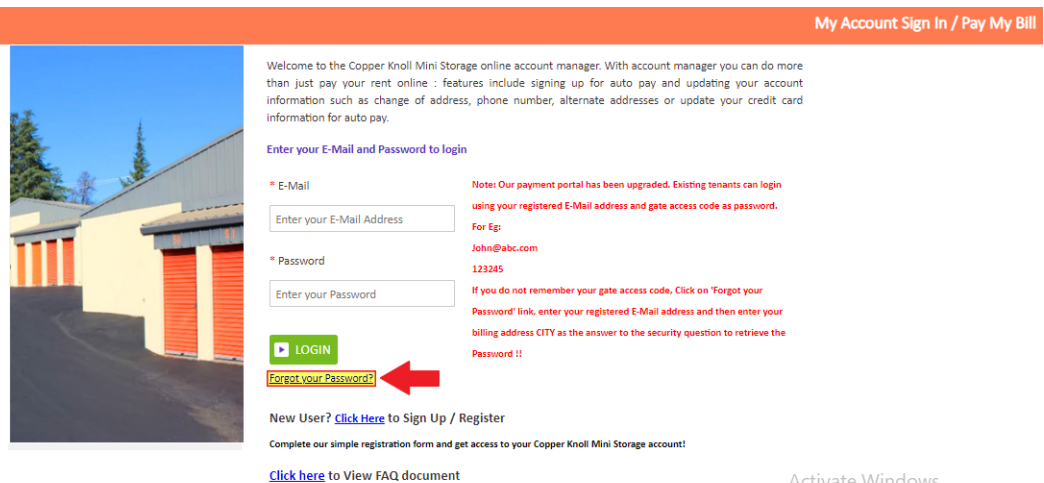 My Account Sign In / Pay My Bill
Welcome to the Copper Knoll Mini Storage online account manager. With account manager you can do more
than just pay your rent online : features include signing up for auto pay and updating your account
information such as change of address, phone number, alternate addresses or update your credit card
information for auto pay.
Enter your E-Mail and Password to login
* E-Mail
Enter your E-Mail Address
* Password
Enter your Password
LOGIN
Forgot your Password?
Note: Our payment portal has been upgraded. Existing tenants can login
using your registered E-Mail address and gate access code as password.
For Eg:
John@abc.com
123245
If you do not remember your gate access code, Click on 'Forgot your
Password' link, enter your registered E-Mail address and then enter your
billing address CITY as the answer to the security question to retrieve the
Password !!
New User? Click Here to Sign Up / Register
Complete our simple registration form and get access to your Copper Knoll Mini Storage account!
Click here to View FAQ document
Activate Windows